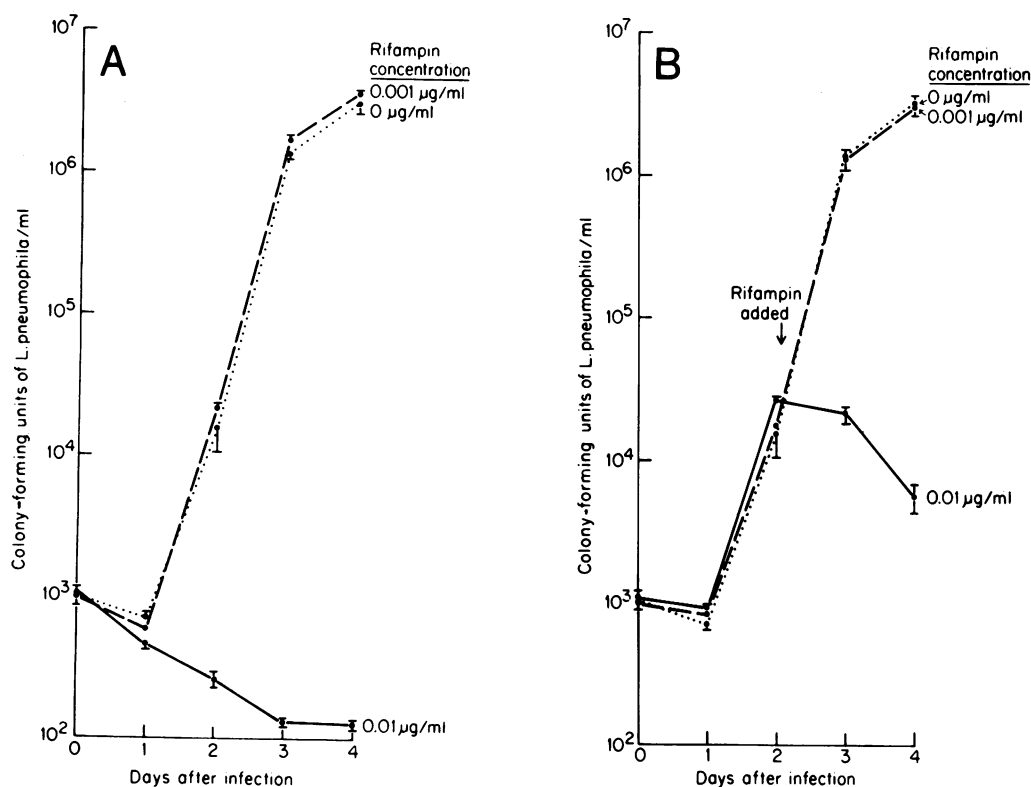 A
Rifampin
concentration
0.001 µg/ml
0 µg/ml
10⁷
10⁶
10⁵
10⁴
10³
10²
Colony-forming units of L. pneumophila/ml
0.01 µg/ml
0 1 2 3 4
Days after infection
B
Rifampin
concentration
0 µg/ml
0.001 µg/ml
10⁷
10⁶
10⁵
10⁴
10³
10²
Colony-forming units of L. pneumophila/ml
Rifampin
added
0.01 µg/ml
0 1 2 3 4
Days after infection